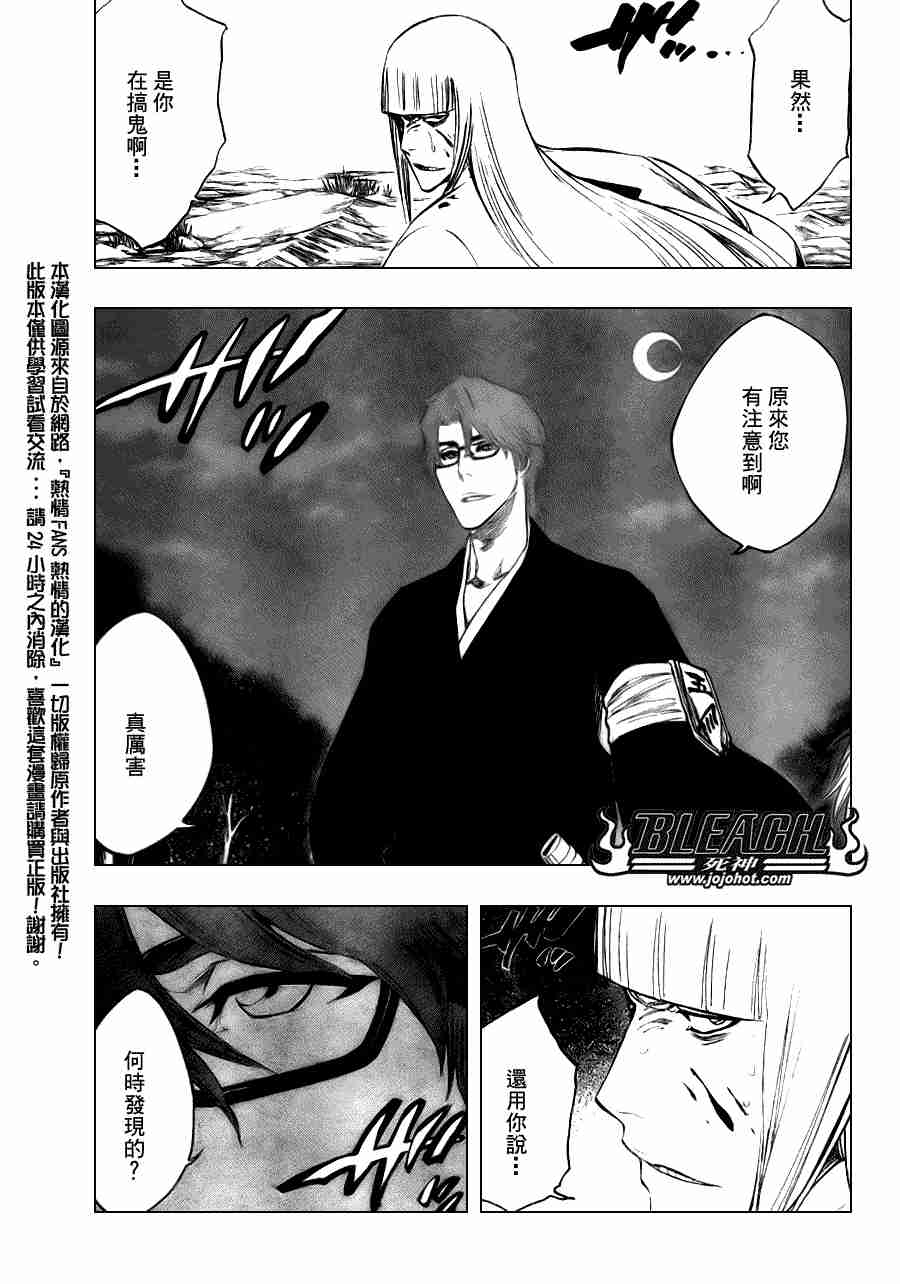 果然…
是你
在搞鬼啊…
原來您
有注意到啊
真厲害
還用你說…
何時發現的？
五
BLEACH
死神
www.jojohot.com
本漢化圖源來自於網路，『熱情FANS熱情的漢化』一切版權歸原作者與出版社擁有！
此版本僅供學習試看交流…請24小時之內消除，喜歡這套漫畫請購買正版！謝謝。